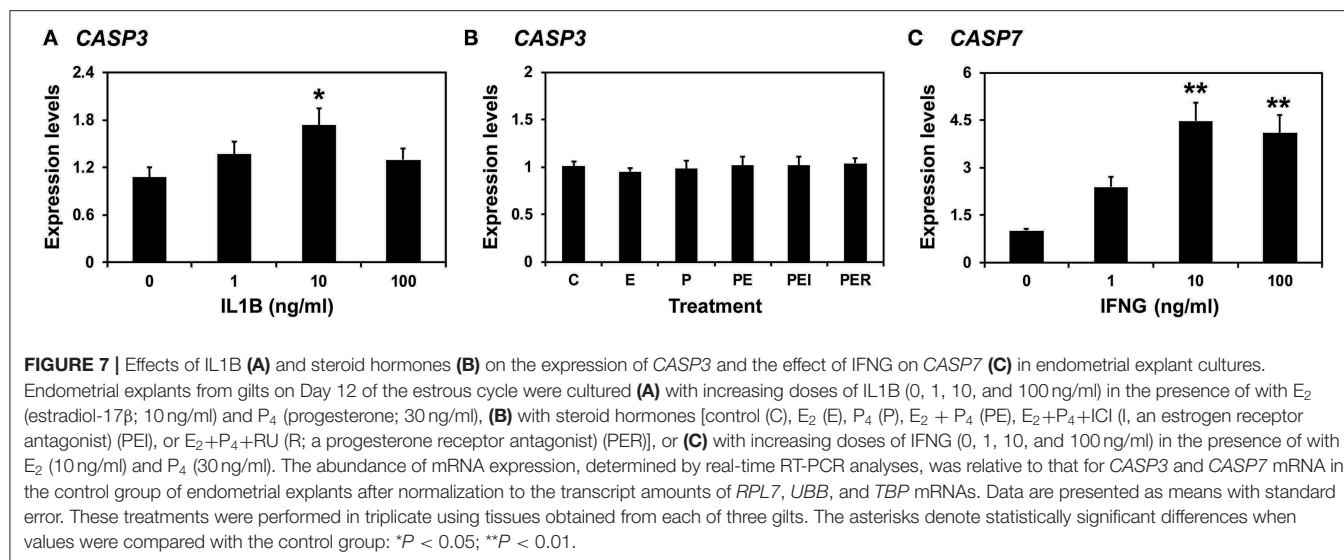 A CASP3
B CASP3
C CASP7
Expression levels
2.4
1.8
1.2
0.6
0
*
0 1 10 100
IL1B (ng/ml)
Expression levels
2
1.5
1
0.5
0
C E P PE PEI PER
Treatment
Expression levels
6
4.5
3
1.5
0
**
**
0 1 10 100
IFNG (ng/ml)
FIGURE 7 | Effects of IL1B (A) and steroid hormones (B) on the expression of CASP3 and the effect of IFNG on CASP7 (C) in endometrial explant cultures.
Endometrial explants from gilts on Day 12 of the estrous cycle were cultured (A) with increasing doses of IL1B (0, 1, 10, and 100 ng/ml) in the presence of with E₂
(estradiol-17β; 10 ng/ml) and P₄ (progesterone; 30 ng/ml), (B) with steroid hormones [control (C), E₂ (E), P₄ (P), E₂ + P₄ (PE), E₂+P₄+ICI (I, an estrogen receptor
antagonist) (PEI), or E₂+P₄+RU (R; a progesterone receptor antagonist) (PER)], or (C) with increasing doses of IFNG (0, 1, 10, and 100 ng/ml) in the presence of with
E₂ (10 ng/ml) and P₄ (30 ng/ml). The abundance of mRNA expression, determined by real-time RT-PCR analyses, was relative to that for CASP3 and CASP7 mRNA in
the control group of endometrial explants after normalization to the transcript amounts of RPL7, UBB, and TBP mRNAs. Data are presented as means with standard
error. These treatments were performed in triplicate using tissues obtained from each of three gilts. The asterisks denote statistically significant differences when
values were compared with the control group: *P < 0.05; **P < 0.01.